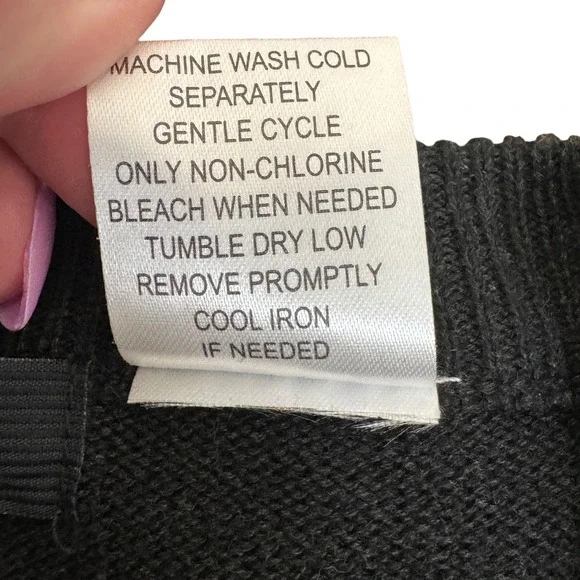 MACHINE WASH COLD
SEPARATELY
GENTLE CYCLE
ONLY NON-CHLORINE
BLEACH WHEN NEEDED
TUMBLE DRY LOW
REMOVE PROMPTLY
COOL IRON
IF NEEDED